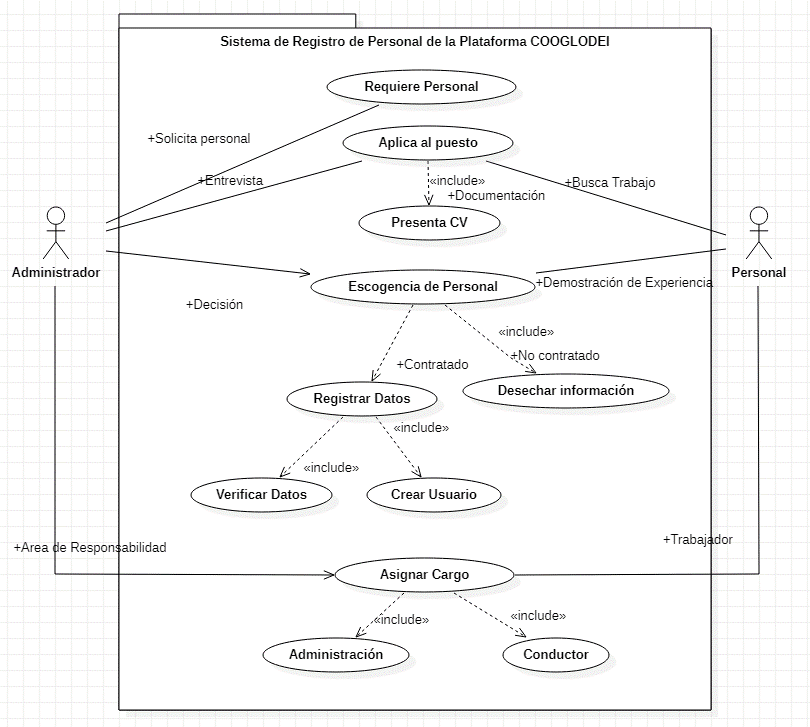 Sistema de Registro de Personal de la Plataforma COOGLODEI
Requiere Personal
+Solicita personal
Aplica al puesto
+Entrevista
«include»
+Busca Trabajo
+Documentación
Presenta CV
Administrador
Personal
Escogencia de Personal
+Demostración de Experiencia
+Decisión
«include»
+No contratado
+Contratado
Registrar Datos
Desechar información
«include»
«include»
Verificar Datos
Crear Usuario
+Trabajador
+Area de Responsabilidad
Asignar Cargo
«include»
«include»
Administración
Conductor